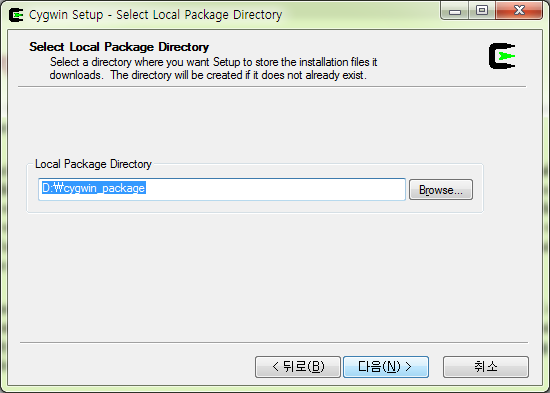 Cygwin Setup - Select Local Package Directory
Select Local Package Directory
Select a directory where you want Setup to store the installation files it
downloads. The directory will be created if it does not already exist.
Local Package Directory
D:₩cygwin_package
Browse...
< 뒤로(B)
다음(N) >
취소